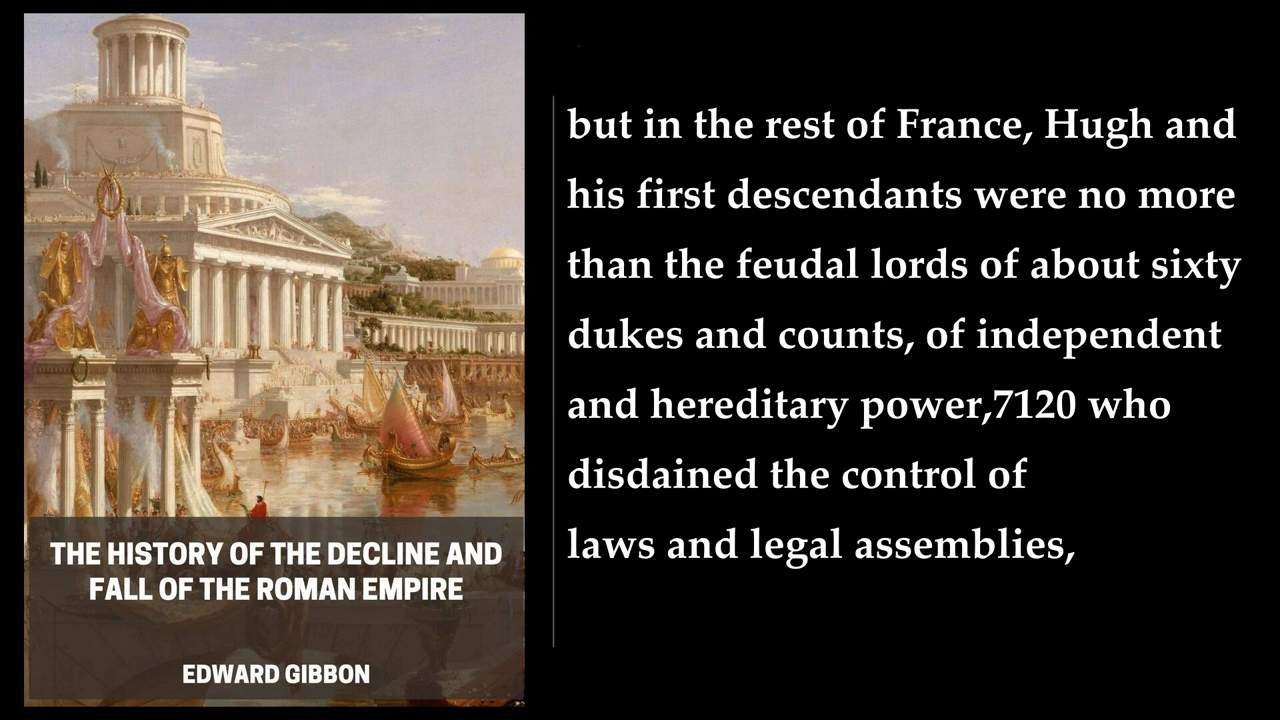 THE HISTORY OF THE DECLINE AND
FALL OF THE ROMAN EMPIRE
EDWARD GIBBON
but in the rest of France, Hugh and
his first descendants were no more
than the feudal lords of about sixty
dukes and counts, of independent
and hereditary power,7120 who
disdained the control of
laws and legal assemblies,